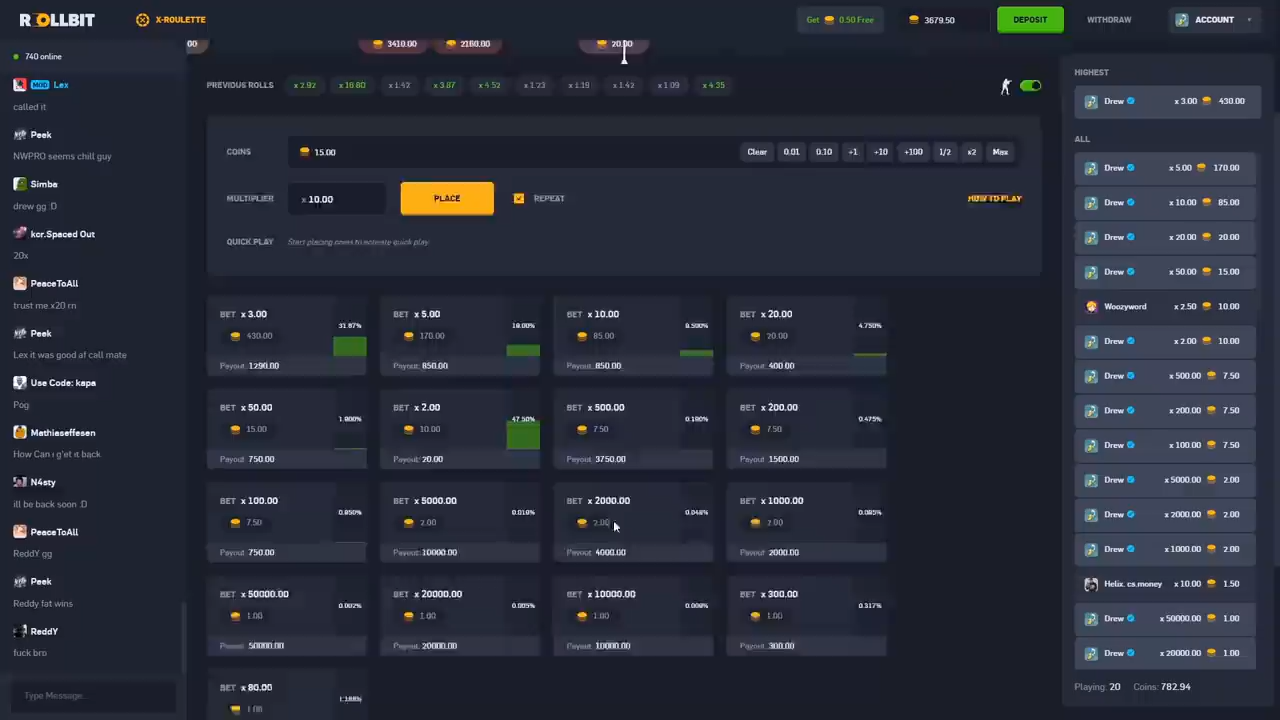 ROLLBIT
X-ROULETTE
Get 0.50 Free
3679.50
DEPOSIT
WITHDRAW
ACCOUNT
740 online
MOD Lex
called it
Peek
NWPRO seems chill guy
Simba
drew gg :D
kcr.Spaced Out
20x
PeaceToAll
trust me x20 rn
Peek
Lex it was good af call mate
Use Code: kapa
Pog
Mathiaseffesen
How Can i g'et it back
N4sty
ill be back soon :D
PeaceToAll
ReddY gg
Peek
Reddy fat wins
ReddY
fuck bro
Type Message...
00 3410.00 2160.00 20.00
PREVIOUS ROLLS x 2.92 x 16.80 x 1.42 x 3.87 x 4.52 x 1.23 x 1.19 x 1.42 x 1.09 x 4.35
COINS 15.00 Clear 0.01 0.10 +1 +10 +100 1/2 x2 Max
MULTIPLIER x 10.00 PLACE REPEAT HOW TO PLAY
QUICK PLAY Start placing coins to activate quick play.
BET x 3.00 BET x 5.00 BET x 10.00 BET x 20.00
31.67% 19.00% 9.500% 4.750%
430.00 170.00 85.00 20.00
Payout: 1290.00 Payout: 850.00 Payout: 850.00 Payout: 400.00
BET x 50.00 BET x 2.00 BET x 500.00 BET x 200.00
1.900% 47.50% 0.190% 0.475%
15.00 10.00 7.50 7.50
Payout: 750.00 Payout: 20.00 Payout: 3750.00 Payout: 1500.00
BET x 100.00 BET x 5000.00 BET x 2000.00 BET x 1000.00
0.950% 0.019% 0.048% 0.095%
7.50 2.00 2.00 2.00
Payout: 750.00 Payout: 10000.00 Payout: 4000.00 Payout: 2000.00
BET x 50000.00 BET x 20000.00 BET x 10000.00 BET x 300.00
0.002% 0.005% 0.009% 0.317%
1.00 1.00 1.00 1.00
Payout: 50000.00 Payout: 20000.00 Payout: 10000.00 Payout: 300.00
BET x 80.00
1.188%
1.00
HIGHEST
Drew x 3.00 430.00
ALL
Drew x 5.00 170.00
Drew x 10.00 85.00
Drew x 20.00 20.00
Drew x 50.00 15.00
Woozyword x 2.50 10.00
Drew x 2.00 10.00
Drew x 500.00 7.50
Drew x 200.00 7.50
Drew x 100.00 7.50
Drew x 5000.00 2.00
Drew x 2000.00 2.00
Drew x 1000.00 2.00
Helix. cs.money x 10.00 1.50
Drew x 50000.00 1.00
Drew x 20000.00 1.00
Playing: 20 Coins: 782.94